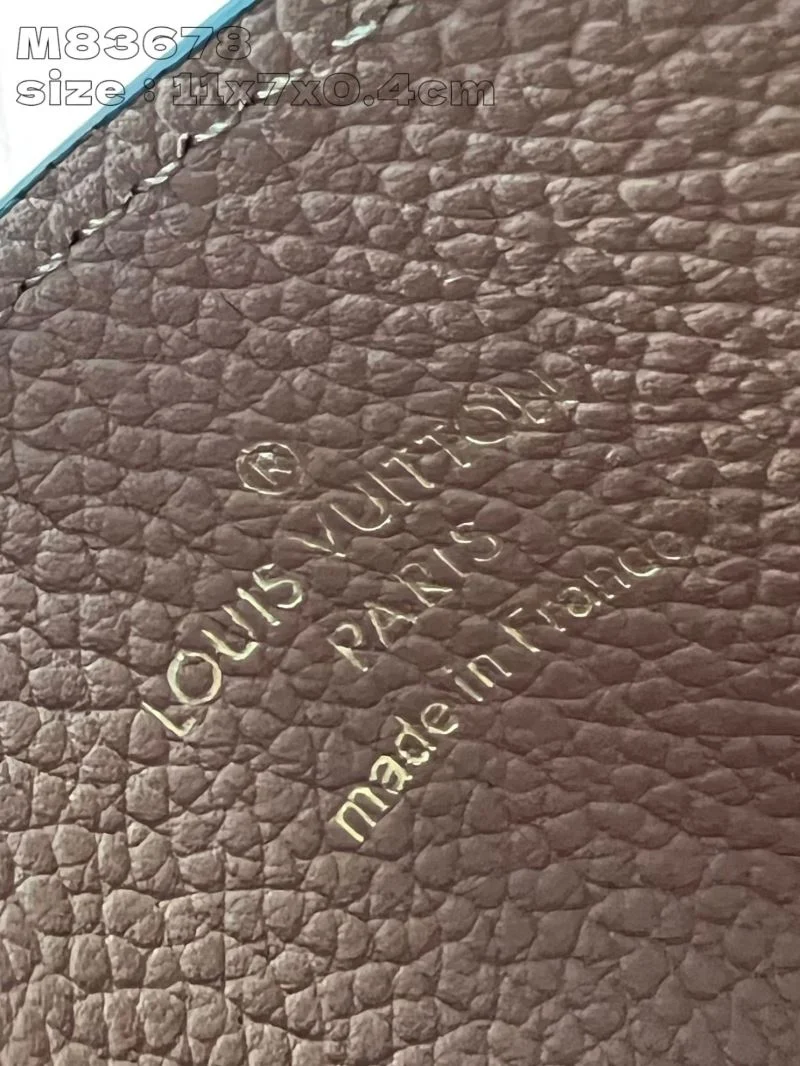 M83678
size : 11x7x0.4cm
®
LOUIS VUITTON
PARIS
made in France